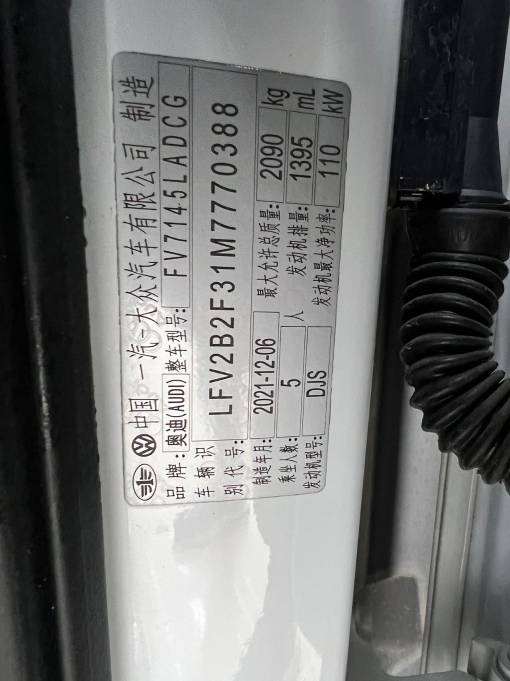 中国 一汽-大众汽车有限公司 制造
品牌: 奥迪(AUDI) 整车型号: FV7145LADCG
车辆识别代号: LFV2B2F31M7770388
制造年月: 2021-12-06 最大允许总质量: 2090 kg
乘坐人数: 5 人 发动机排量: 1395 mL
发动机型号: DJS 发动机最大净功率: 110 kW